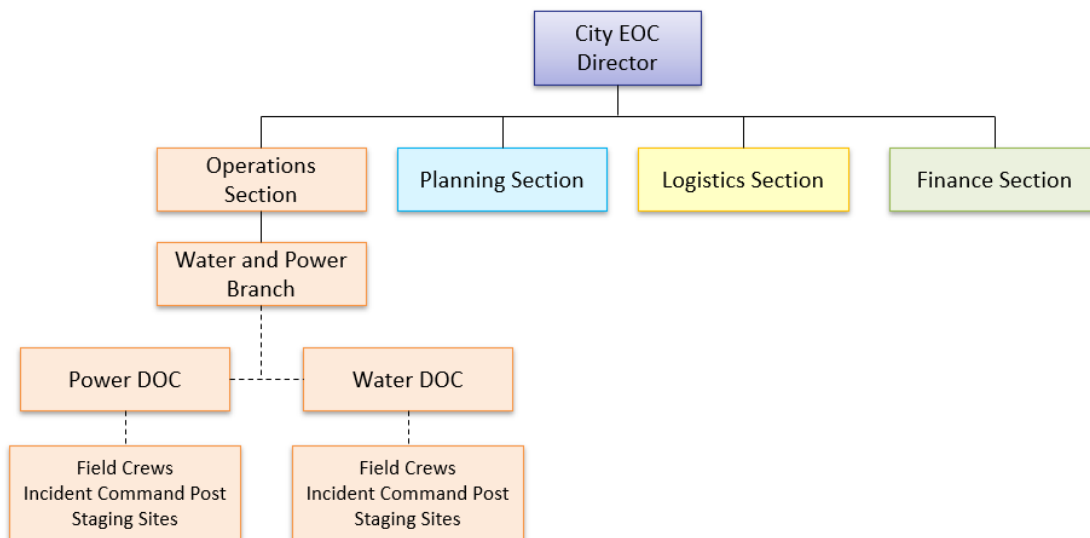 City EOC
Director
Operations
Section
Planning Section
Logistics Section
Finance Section
Water and Power
Branch
Power DOC
Water DOC
Field Crews
Incident Command Post
Staging Sites
Field Crews
Incident Command Post
Staging Sites